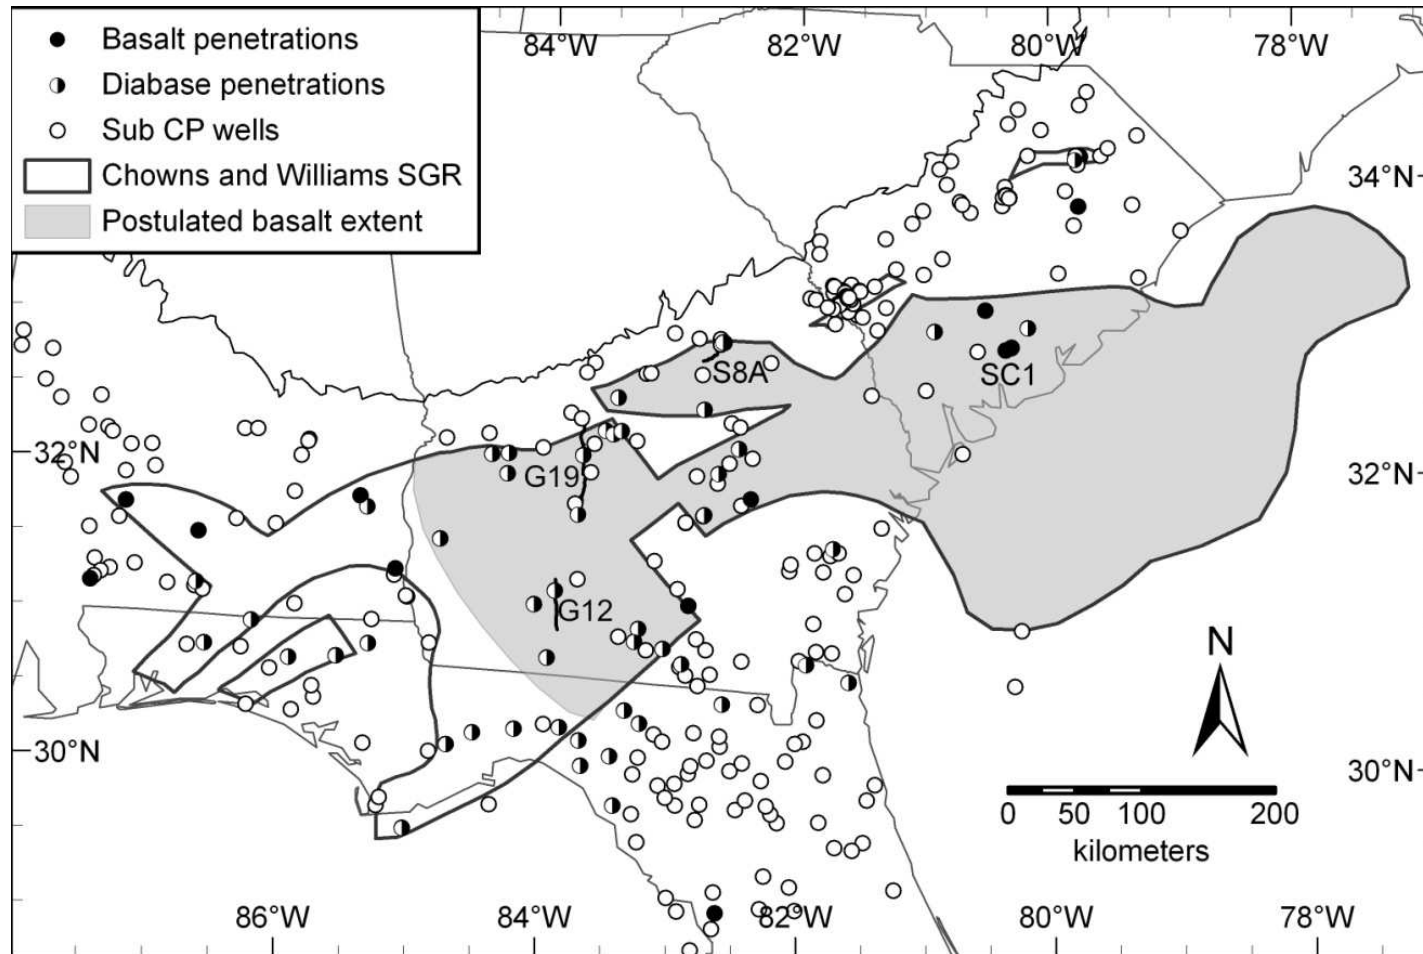 Basalt penetrations
Diabase penetrations
Sub CP wells
Chowns and Williams SGR
Postulated basalt extent
84°W
82°W
80°W
78°W
34°N
S8A
SC1
32°N
G19
32°N
G12
N
30°N
30°N
0 50 100 200
kilometers
86°W
84°W
82°W
80°W
78°W